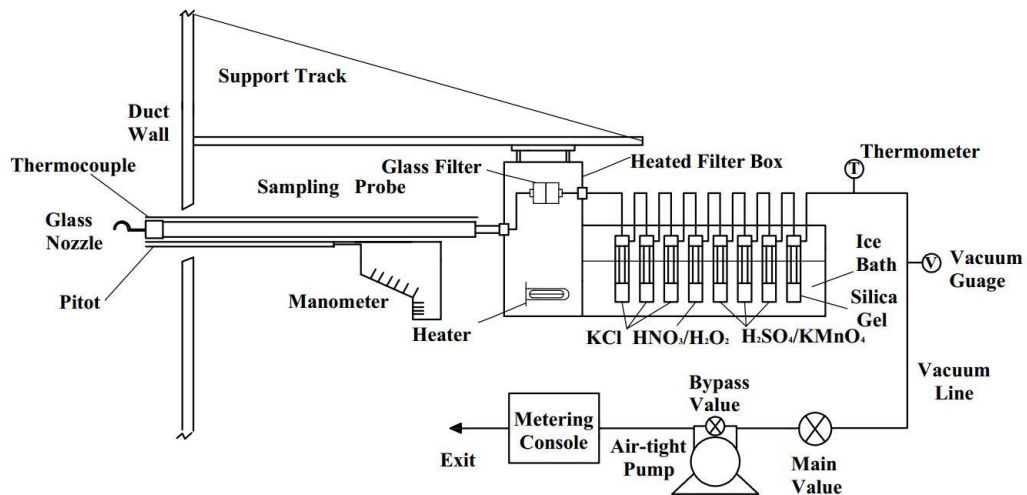 Support Track
Duct
Wall
Thermocouple
Glass Filter
Heated Filter Box
Thermometer
T
Sampling Probe
Glass
Nozzle
Ice
Bath
V
Vacuum
Guage
Pitot
Manometer
Heater
Silica
Gel
KCl HNO₃/H₂O₂ H₂SO₄/KMnO₄
Vacuum
Line
Bypass
Value
Metering
Console
Exit
Air-tight
Pump
Main
Value